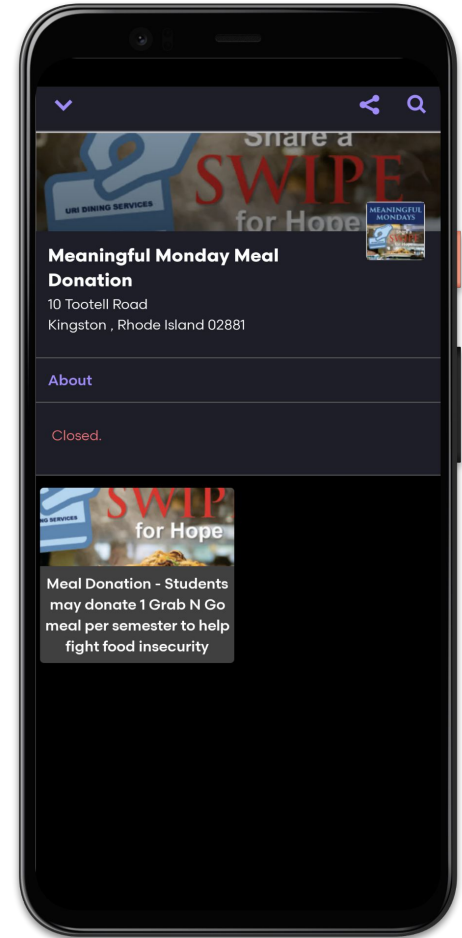 Share a
SWIPE
for Hope
URI DINING SERVICES
MEANINGFUL
MONDAYS
Meaningful Monday Meal
Donation
10 Tootell Road
Kingston , Rhode Island 02881
About
Closed.
SWIP
for Hope
NG SERVICES
Meal Donation - Students
may donate 1 Grab N Go
meal per semester to help
fight food insecurity